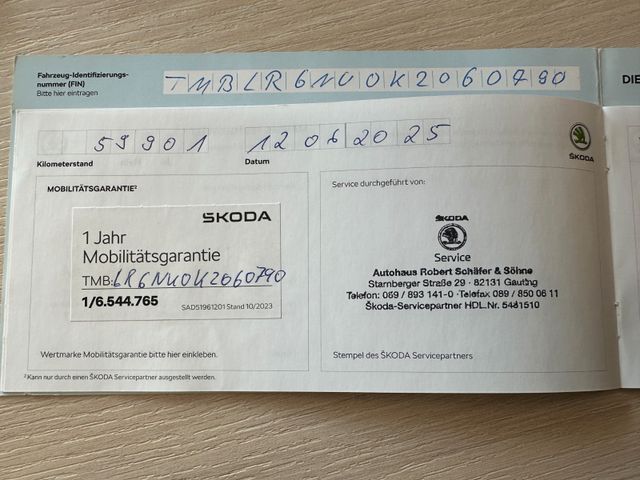 Fahrzeug-Identifizierungs-
nummer (FIN)
Bitte hier eintragen
TMBLR6NU0K2060790
DIE
59901
12 06 2025
Kilometerstand
Datum
ŠKODA
MOBILITÄTSGARANTIE²
ŠKODA
1 Jahr
Mobilitätsgarantie
TMB: LR6NU0K2060790
1/6.544.765
SAD51961201 Stand 10/2023
Wertmarke Mobilitätsgarantie bitte hier einkleben.
Service durchgeführt von:
ŠKODA
Service
Autohaus Robert Schäfer & Söhne
Starnberger Straße 29 - 82131 Gauting
Telefon: 089 / 893 141-0 · Telefax 089 / 850 06 11
Škoda-Servicepartner HDL.Nr. 5481510
Stempel des ŠKODA Servicepartners
² Kann nur durch einen ŠKODA Servicepartner ausgestellt werden.